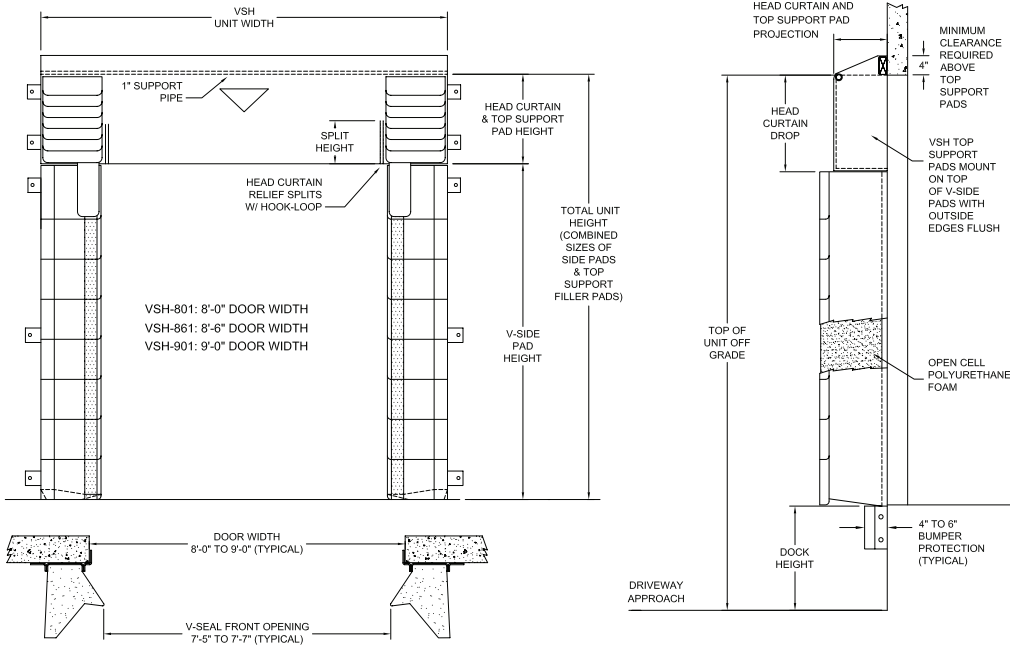 VSH
UNIT WIDTH
1" SUPPORT
PIPE
SPLIT
HEIGHT
HEAD CURTAIN
& TOP SUPPORT
PAD HEIGHT
HEAD CURTAIN
RELIEF SPLITS
W/ HOOK-LOOP
TOTAL UNIT
HEIGHT
(COMBINED
SIZES OF
SIDE PADS
& TOP
SUPPORT
FILLER PADS)
VSH-801: 8'-0" DOOR WIDTH
VSH-861: 8'-6" DOOR WIDTH
VSH-901: 9'-0" DOOR WIDTH
V-SIDE
PAD
HEIGHT
DOOR WIDTH
8'-0" TO 9'-0" (TYPICAL)
V-SEAL FRONT OPENING
7'-5" TO 7'-7" (TYPICAL)
HEAD CURTAIN AND
TOP SUPPORT PAD
PROJECTION
MINIMUM
CLEARANCE
REQUIRED
ABOVE
TOP
SUPPORT
PADS
4"
HEAD
CURTAIN
DROP
VSH TOP
SUPPORT
PADS MOUNT
ON TOP
OF V-SIDE
PADS WITH
OUTSIDE
EDGES FLUSH
TOP OF
UNIT OFF
GRADE
OPEN CELL
POLYURETHANE
FOAM
4" TO 6"
BUMPER
PROTECTION
(TYPICAL)
DOCK
HEIGHT
DRIVEWAY
APPROACH